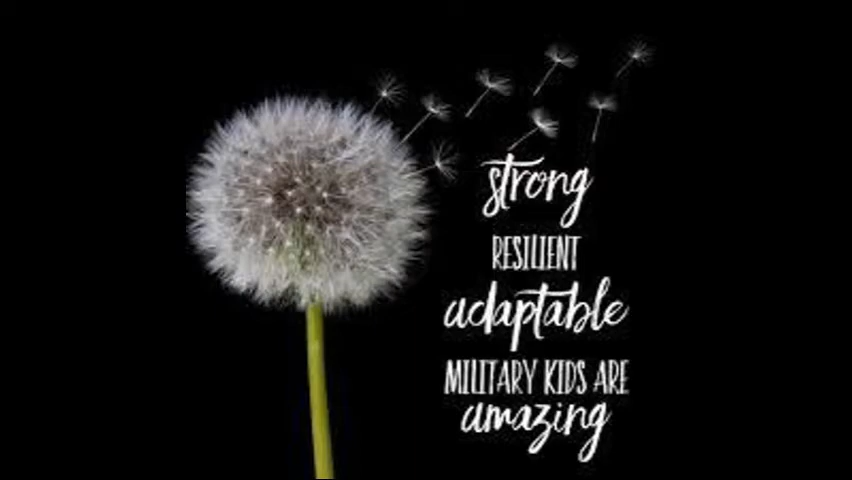 strong
RESILIENT
adaptable
MILITARY KIDS ARE
amazing